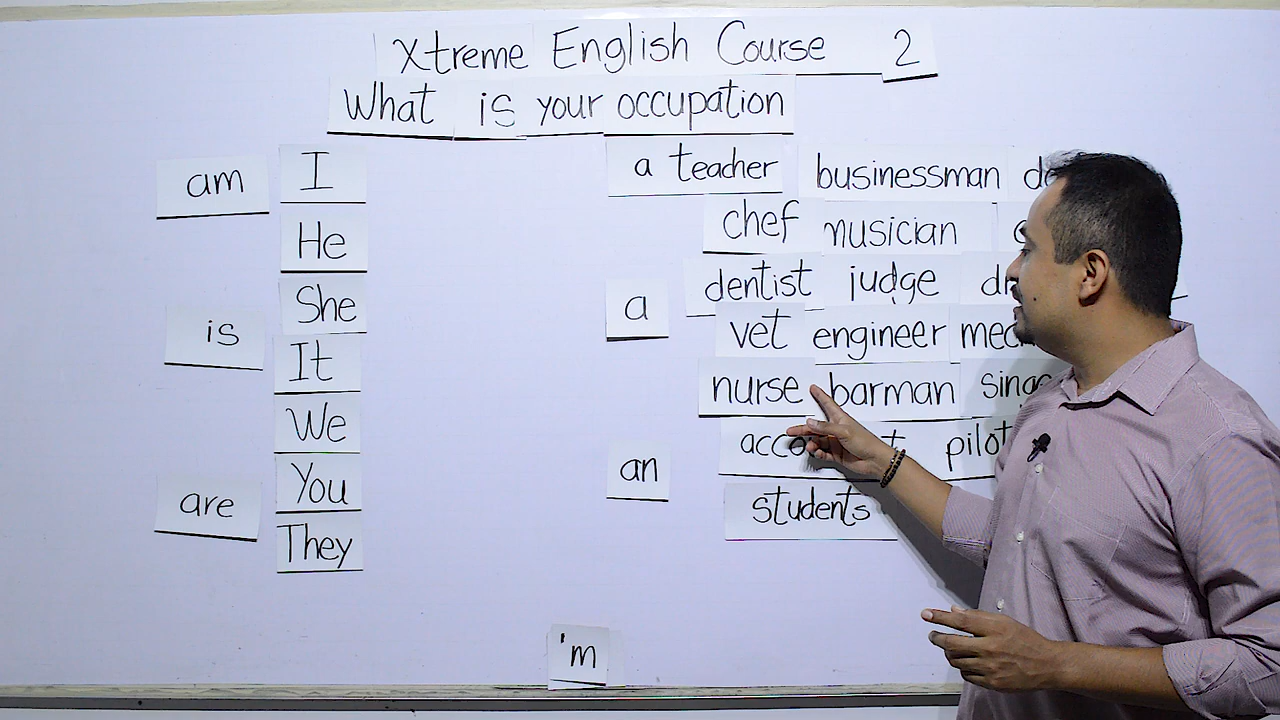 Xtreme English Course 2
What is your occupation
am I
He
She
is
It
We
You
are
They
a teacher businessman
chef musician
dentist judge
a
vet engineer
nurse barman
pilot
an
students
'm